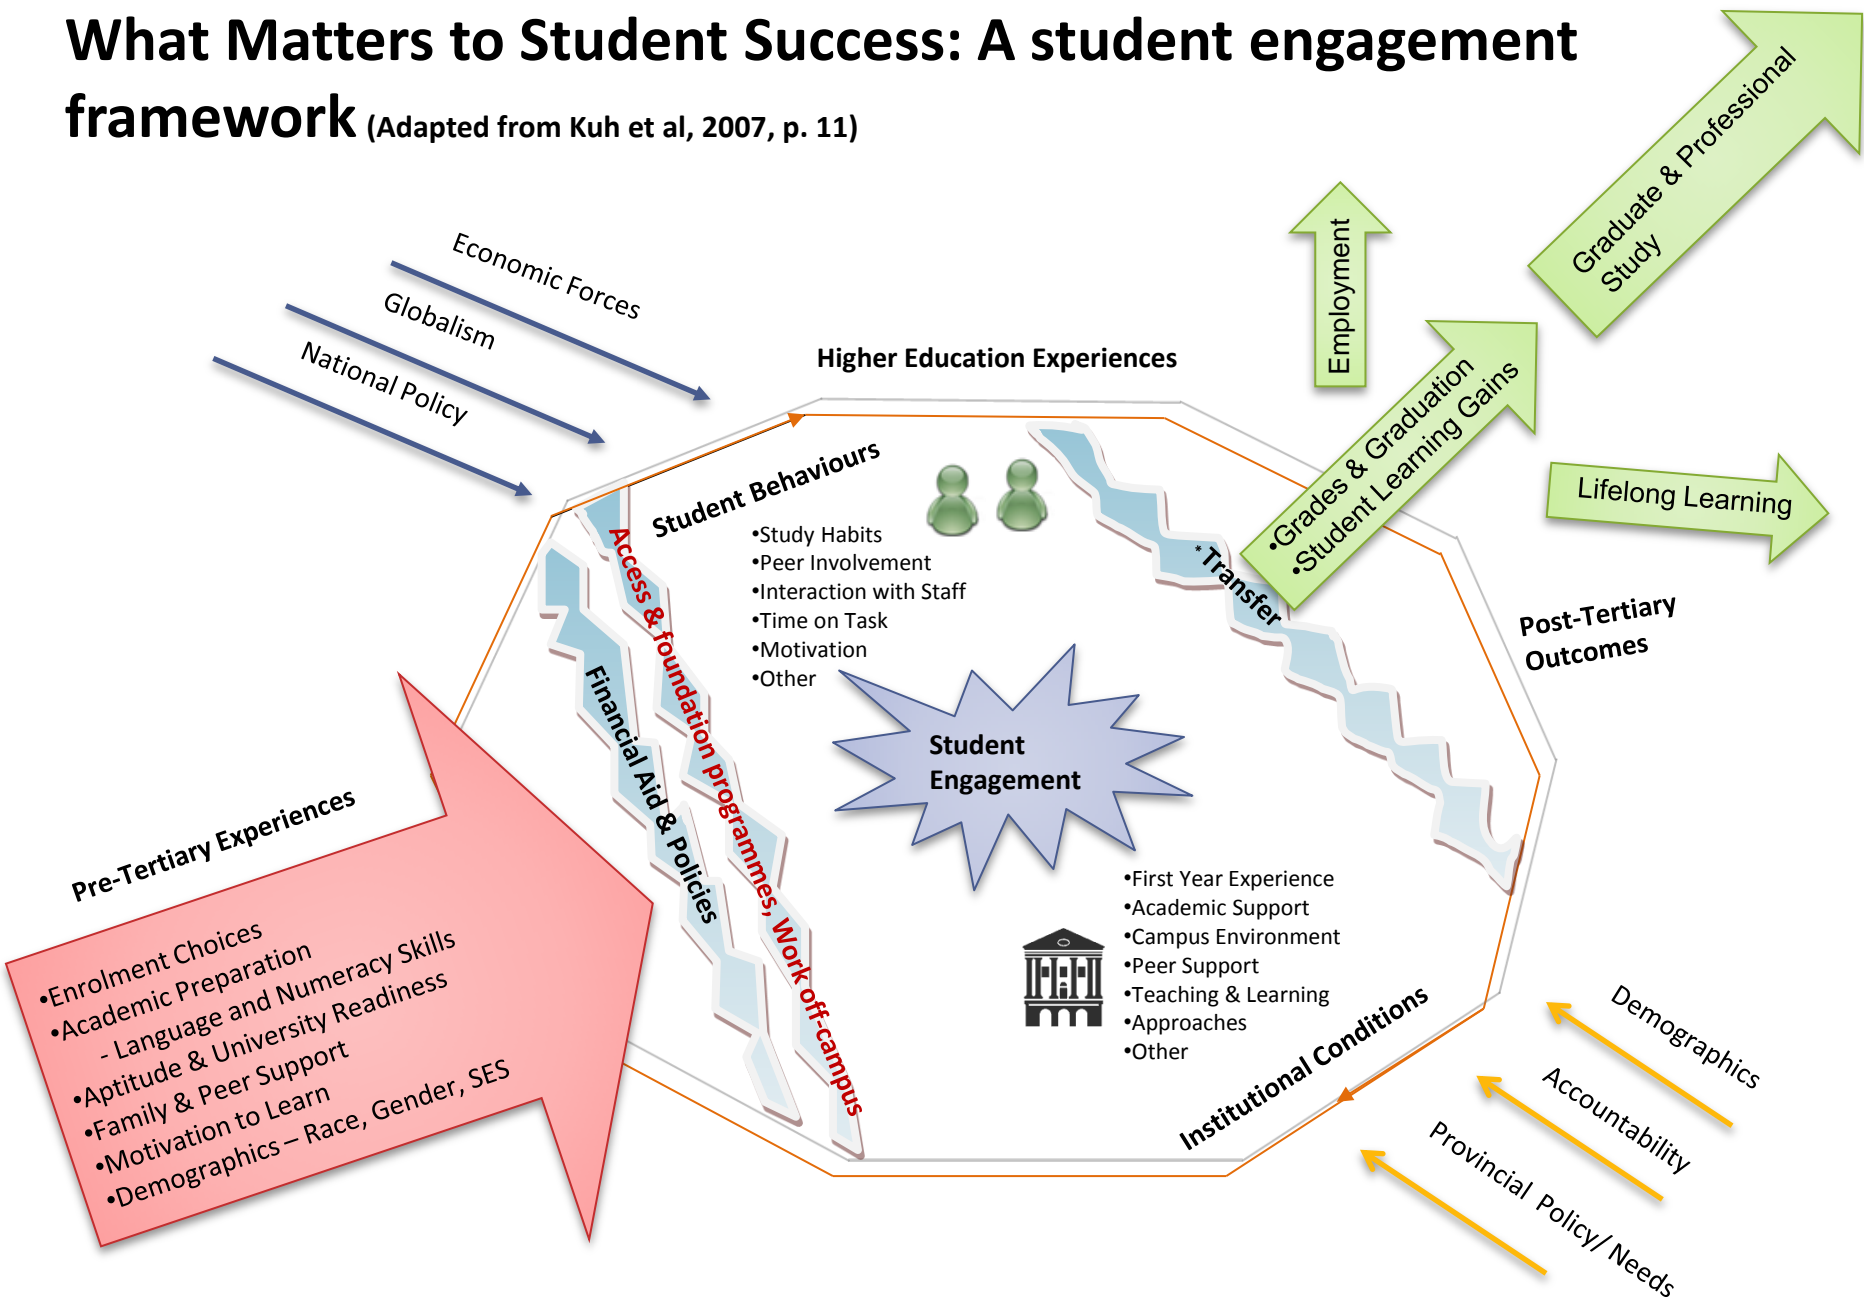 What Matters to Student Success: A student engagement
framework (Adapted from Kuh et al, 2007, p. 11)
Economic Forces
Globalism
National Policy
Higher Education Experiences
Employment
Graduate & Professional
Study
•Grades & Graduation
•Student Learning Gains
Lifelong Learning
Post-Tertiary
Outcomes
Student Behaviours
•Study Habits
•Peer Involvement
•Interaction with Staff
•Time on Task
•Motivation
•Other
* Transfer
Access & foundation programmes, Work off-campus
Financial Aid & Policies
Student
Engagement
Pre-Tertiary Experiences
•Enrolment Choices
•Academic Preparation
- Language and Numeracy Skills
•Aptitude & University Readiness
•Family & Peer Support
•Motivation to Learn
•Demographics – Race, Gender, SES
•First Year Experience
•Academic Support
•Campus Environment
•Peer Support
•Teaching & Learning
•Approaches
•Other
Institutional Conditions
Demographics
Accountability
Provincial Policy/ Needs